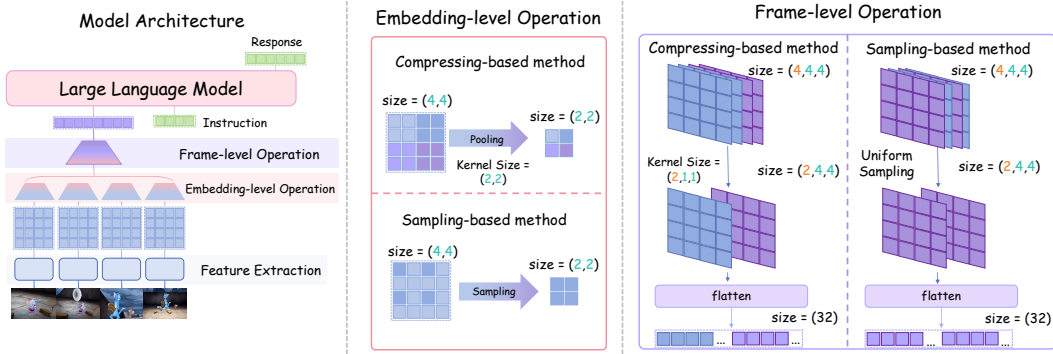 Model Architecture
Response
Large Language Model
Instruction
Frame-level Operation
Embedding-level Operation
Feature Extraction
Embedding-level Operation
Compressing-based method
size = (4,4)
size = (2,2)
Pooling
Kernel Size =
(2,2)
Sampling-based method
size = (4,4)
size = (2,2)
Sampling
Frame-level Operation
Compressing-based method
size = (4,4,4)
Kernel Size =
(2,1,1)
size = (2,4,4)
flatten
size = (32)
...
...
Sampling-based method
size = (4,4,4)
Uniform
Sampling
size = (2,4,4)
flatten
size = (32)
...
...